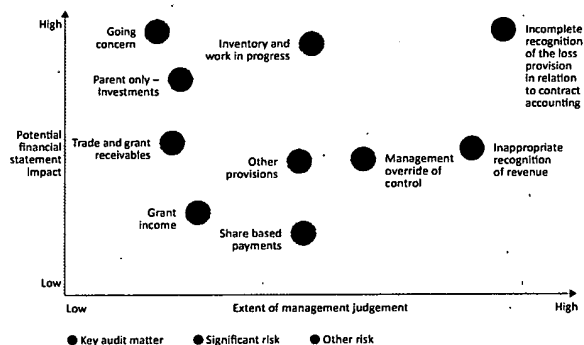 High
Going
concern
Inventory and
work in progress
Incomplete
recognition
of the loss
provision
in relation
to contract
accounting
Parent only –
Investments
Potential
financial
statement
impact
Trade and grant
receivables
Other
provisions
Management
override of
control
Inappropriate
recognition
of revenue
Grant
income
Share based
payments
Low
Low
Extent of management judgement
High
Key audit matter
Significant risk
Other risk